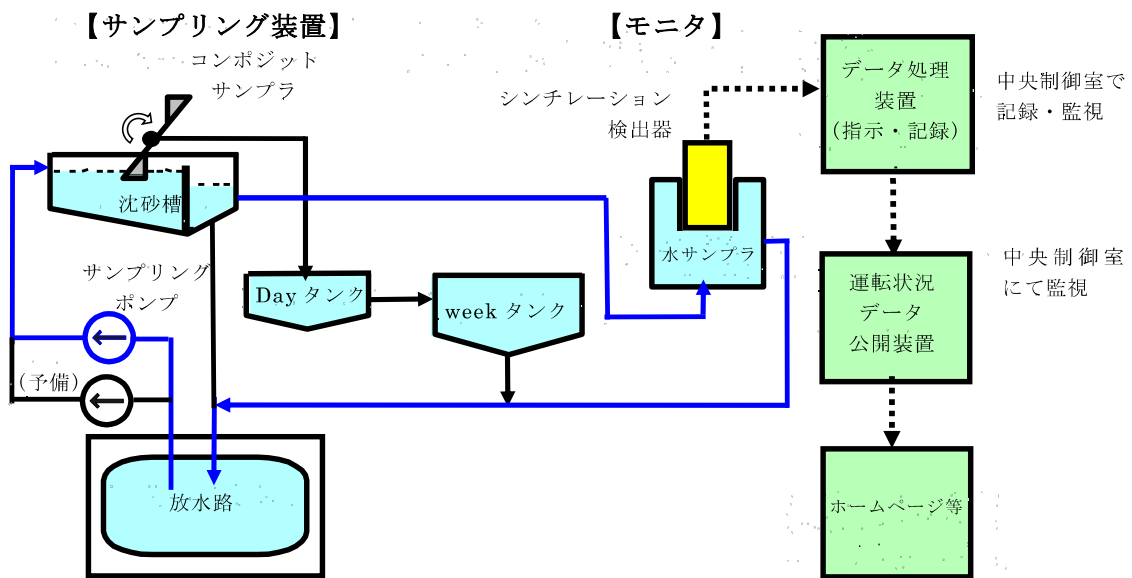 【サンプリング装置】
コンポジット
サンプラ
沈砂槽
サンプリング
ポンプ
(予備)
放水路
Day タンク
week タンク
【モニタ】
シンチレーション
検出器
水サンプラ
データ処理
装置
(指示・記録)
中央制御室で
記録・監視
運転状況
データ
公開装置
中央制御室
にて監視
ホームページ等